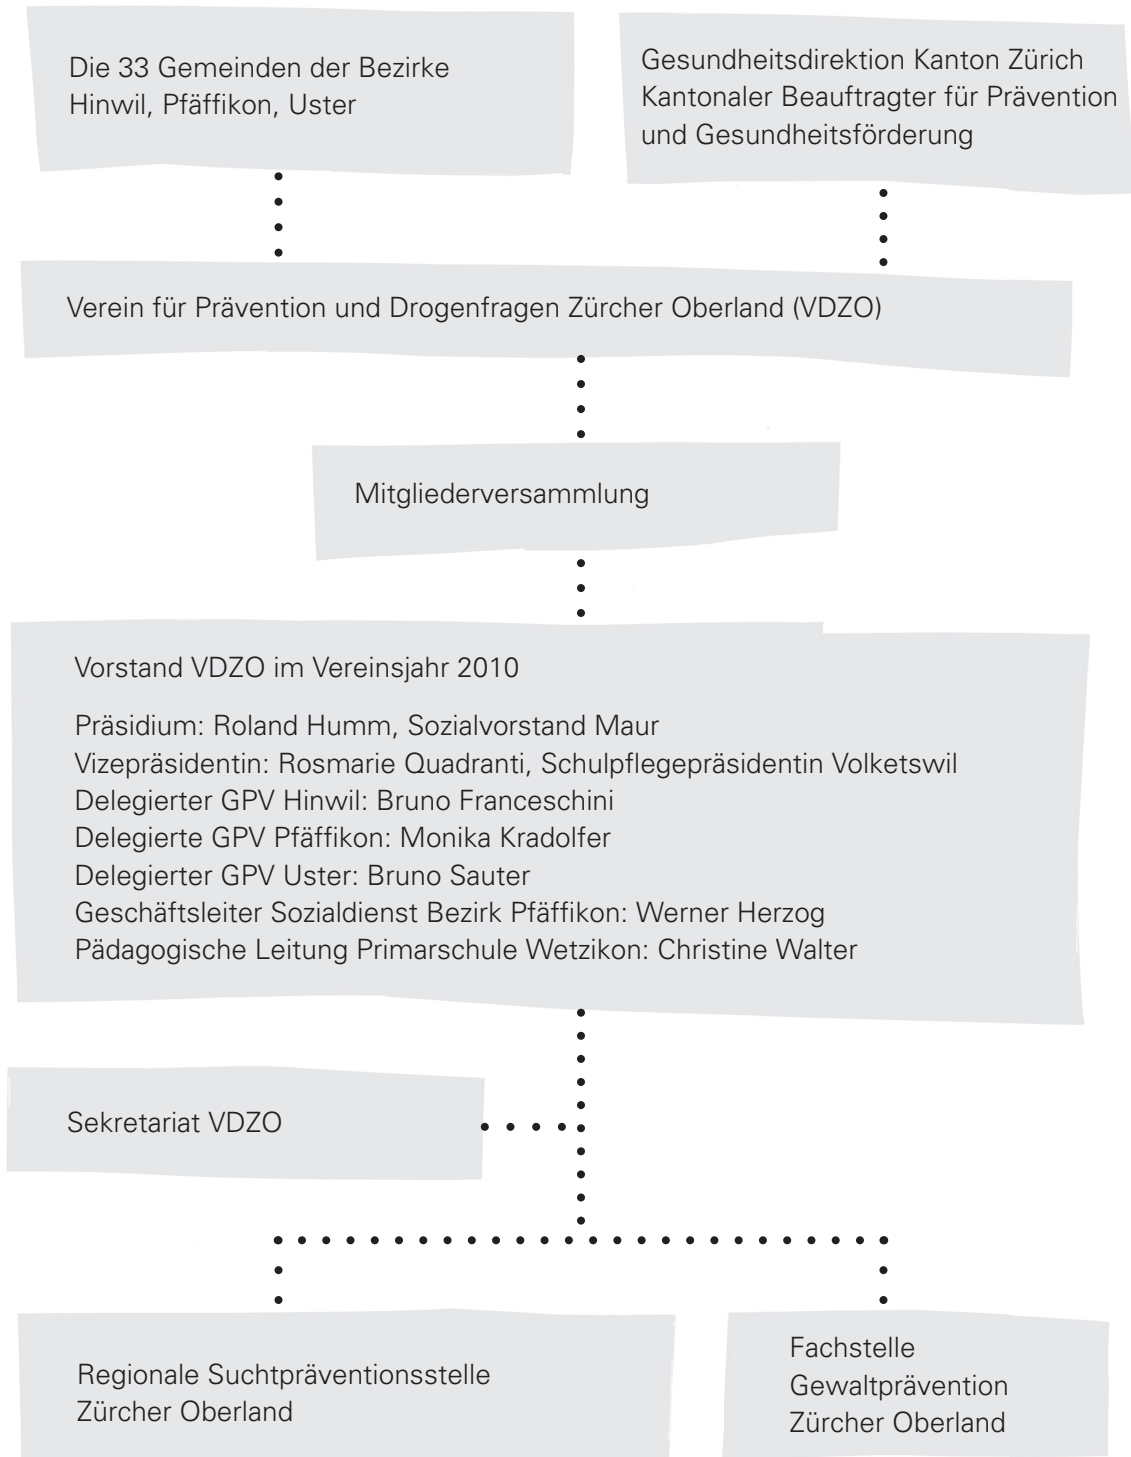 Die 33 Gemeinden der Bezirke
Hinwil, Pfäffikon, Uster
Gesundheitsdirektion Kanton Zürich
Kantonaler Beauftragter für Prävention
und Gesundheitsförderung
Verein für Prävention und Drogenfragen Zürcher Oberland (VDZO)
Mitgliederversammlung
Vorstand VDZO im Vereinsjahr 2010
Präsidium: Roland Humm, Sozialvorstand Maur
Vizepräsidentin: Rosmarie Quadranti, Schulpflegepräsidentin Volketswil
Delegierter GPV Hinwil: Bruno Franceschini
Delegierte GPV Pfäffikon: Monika Kradolfer
Delegierter GPV Uster: Bruno Sauter
Geschäftsleiter Sozialdienst Bezirk Pfäffikon: Werner Herzog
Pädagogische Leitung Primarschule Wetzikon: Christine Walter
Sekretariat VDZO
Regionale Suchtpräventionsstelle
Zürcher Oberland
Fachstelle
Gewaltprävention
Zürcher Oberland